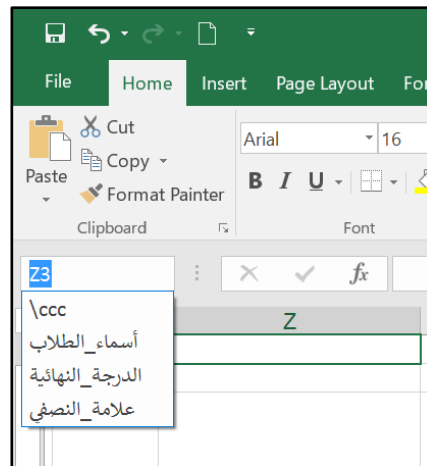 File Home Insert Page Layout
Cut
Arial 16
Copy
Paste
B I U
Format Painter
Clipboard Font
Z3 fx
\ccc
Z
أسماء_الطلاب
الدرجة_النهائية
علامة_النصفي